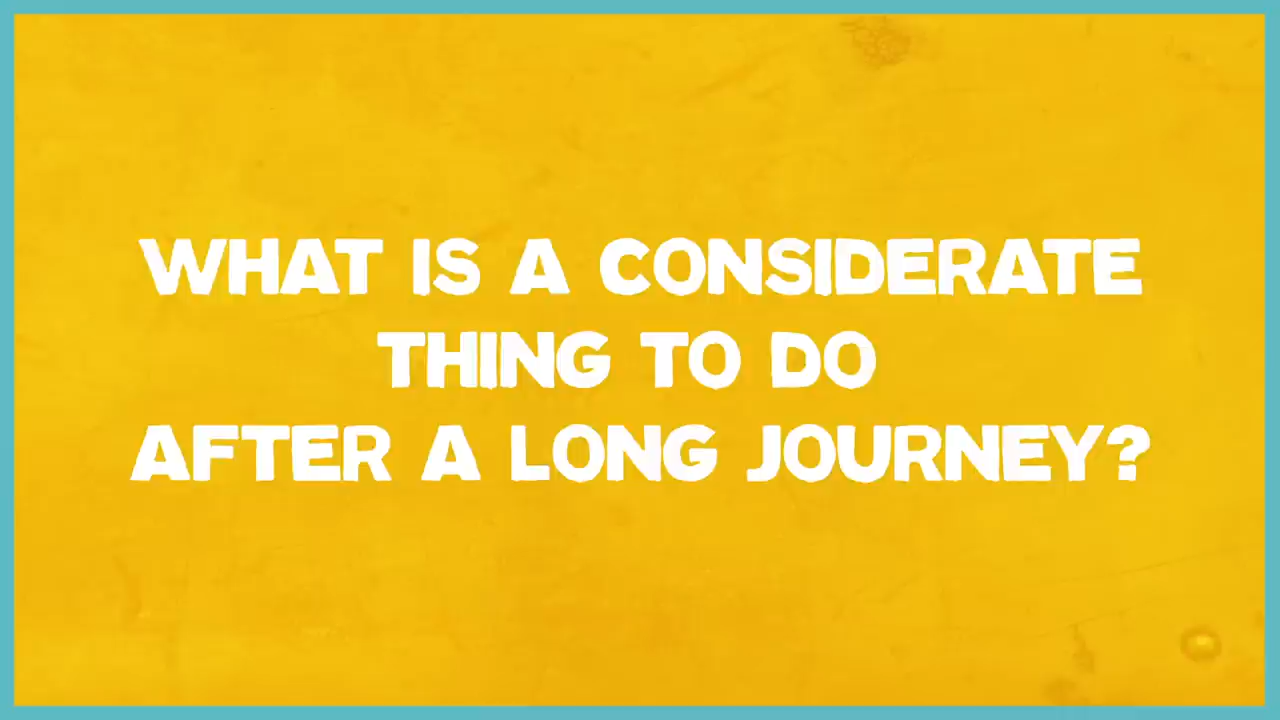 WHAT IS A CONSIDERATE
THING TO DO
AFTER A LONG JOURNEY?